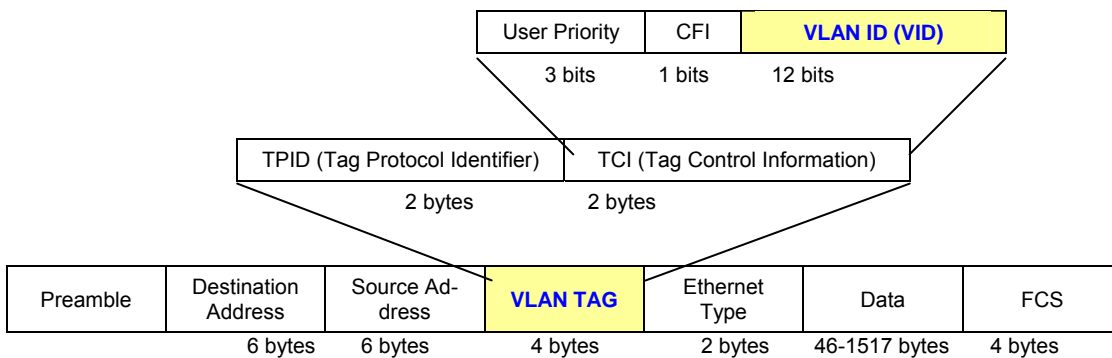 User Priority CFI VLAN ID (VID)
3 bits 1 bits 12 bits
TPID (Tag Protocol Identifier) TCI (Tag Control Information)
2 bytes 2 bytes
Preamble
Destination
Address
Source Ad-
dress
VLAN TAG
Ethernet
Type
Data
FCS
6 bytes 6 bytes 4 bytes 2 bytes 46-1517 bytes 4 bytes